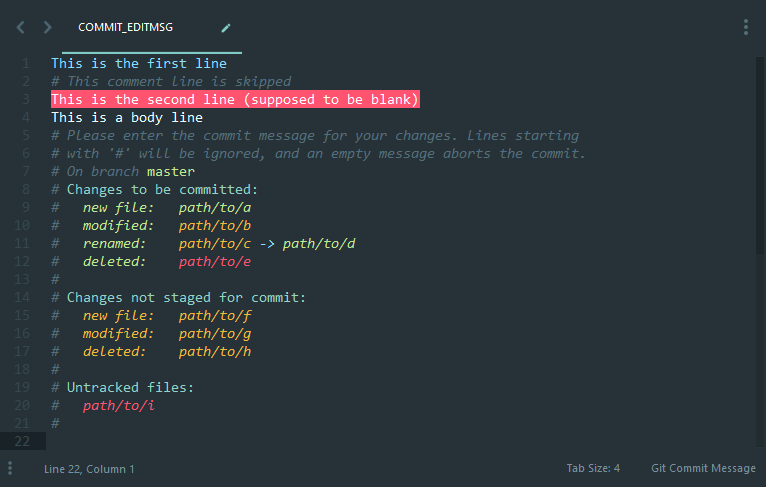 COMMIT_EDITMSG
1 This is the first line
2 # This comment line is skipped
3 This is the second line (supposed to be blank)
4 This is a body line
5 # Please enter the commit message for your changes. Lines starting
6 # with '#' will be ignored, and an empty message aborts the commit.
7 # On branch master
8 # Changes to be committed:
9 #   new file:   path/to/a
10 #   modified:   path/to/b
11 #   renamed:    path/to/c -> path/to/d
12 #   deleted:    path/to/e
13 #
14 # Changes not staged for commit:
15 #   new file:   path/to/f
16 #   modified:   path/to/g
17 #   deleted:    path/to/h
18 #
19 # Untracked files:
20 #   path/to/i
21 #
22
Line 22, Column 1 Tab Size: 4 Git Commit Message